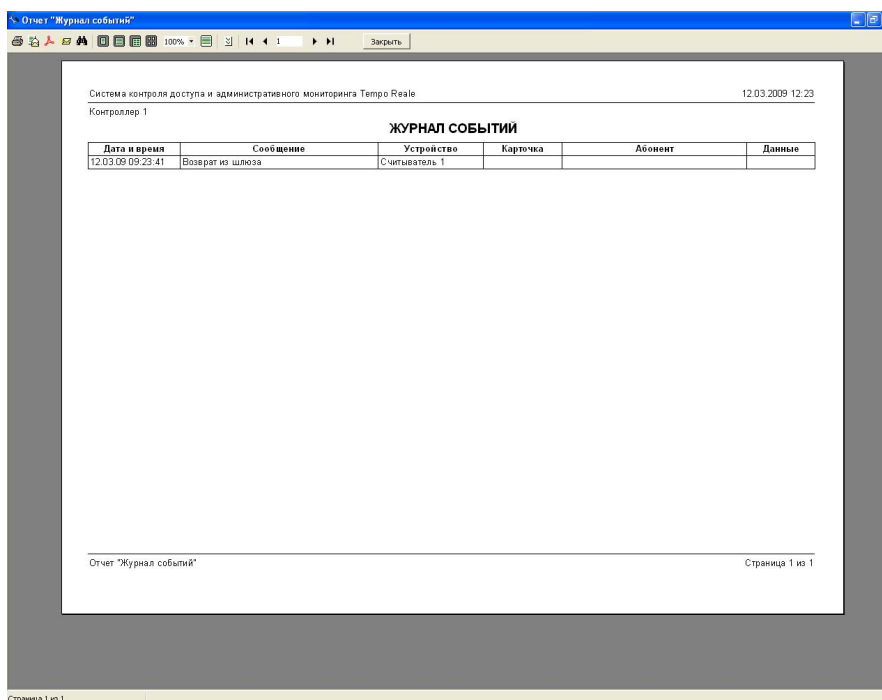 Отчет "Журнал событий"
100% 1 Закрыть
Система контроля доступа и административного мониторинга Tempo Reale 12.03.2009 12:23
Контроллер 1
ЖУРНАЛ СОБЫТИЙ
Дата и время Сообщение Устройство Карточка Абонент Данные
12.03.09 09:23:41 Возврат из шлюза Считыватель 1
Отчет "Журнал событий" Страница 1 из 1
Страница 1 из 1